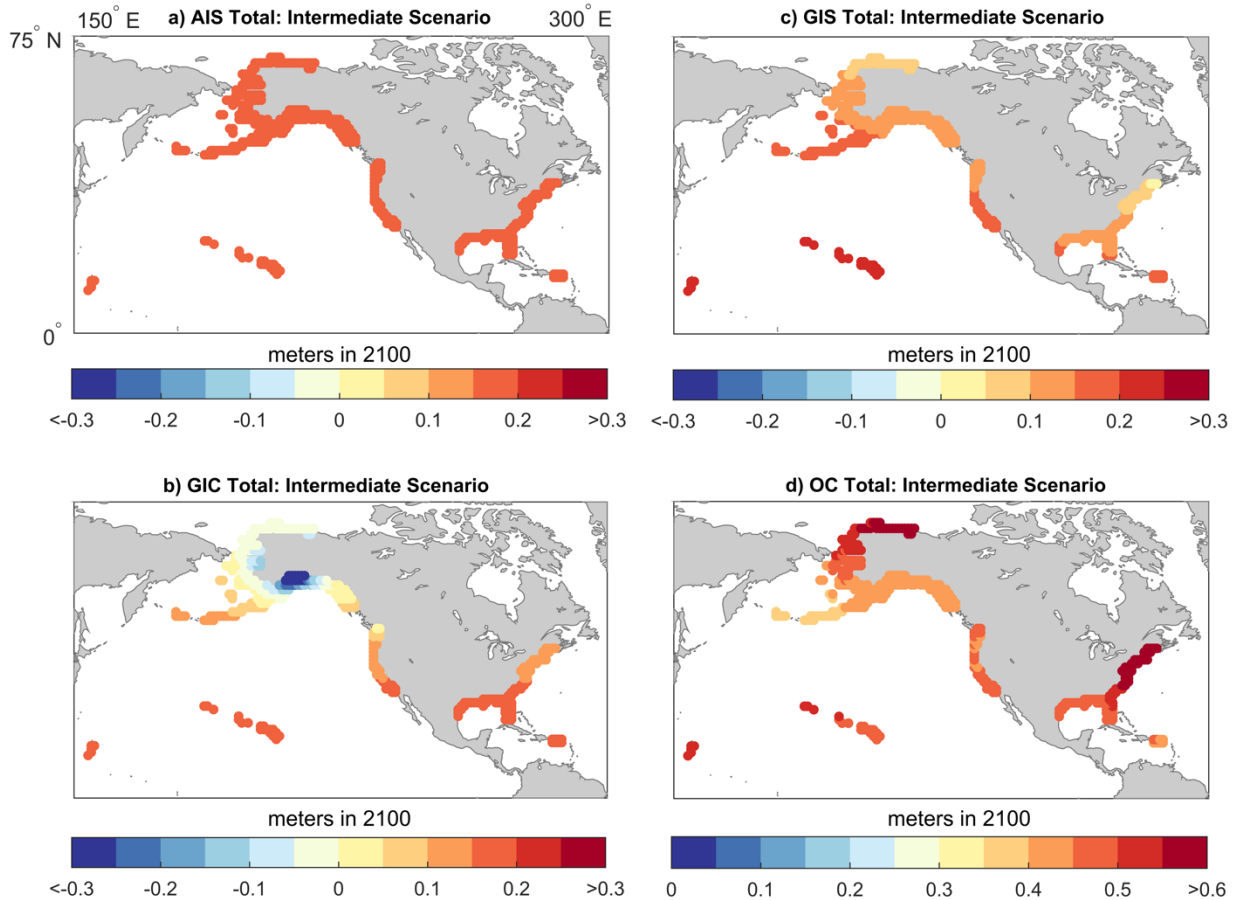 150° E
300° E
a) AIS Total: Intermediate Scenario
75° N
0°
meters in 2100
<-0.3 -0.2 -0.1 0 0.1 0.2 >0.3
c) GIS Total: Intermediate Scenario
meters in 2100
<-0.3 -0.2 -0.1 0 0.1 0.2 >0.3
b) GIC Total: Intermediate Scenario
meters in 2100
<-0.3 -0.2 -0.1 0 0.1 0.2 >0.3
d) OC Total: Intermediate Scenario
meters in 2100
0 0.1 0.2 0.3 0.4 0.5 >0.6